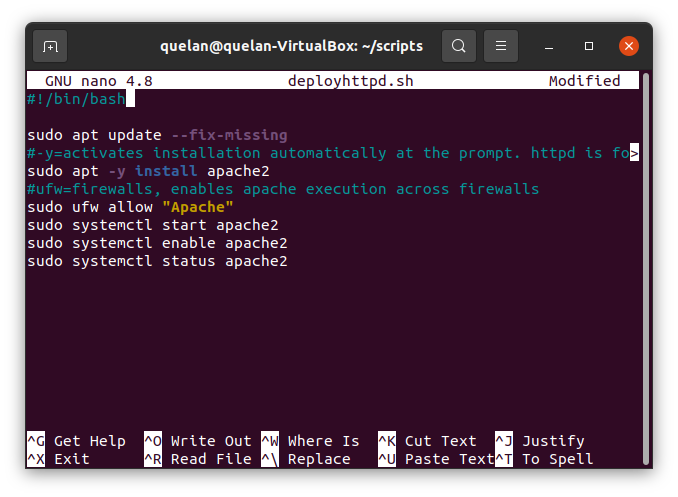 quelan@quelan-VirtualBox: ~/scripts
GNU nano 4.8 deployhttpd.sh Modified
#!/bin/bash
sudo apt update --fix-missing
#-y=activates installation automatically at the prompt. httpd is fo>
sudo apt -y install apache2
#ufw=firewalls, enables apache execution across firewalls
sudo ufw allow "Apache"
sudo systemctl start apache2
sudo systemctl enable apache2
sudo systemctl status apache2
^G Get Help ^O Write Out ^W Where Is ^K Cut Text ^J Justify
^X Exit ^R Read File ^\ Replace ^U Paste Text^T To Spell